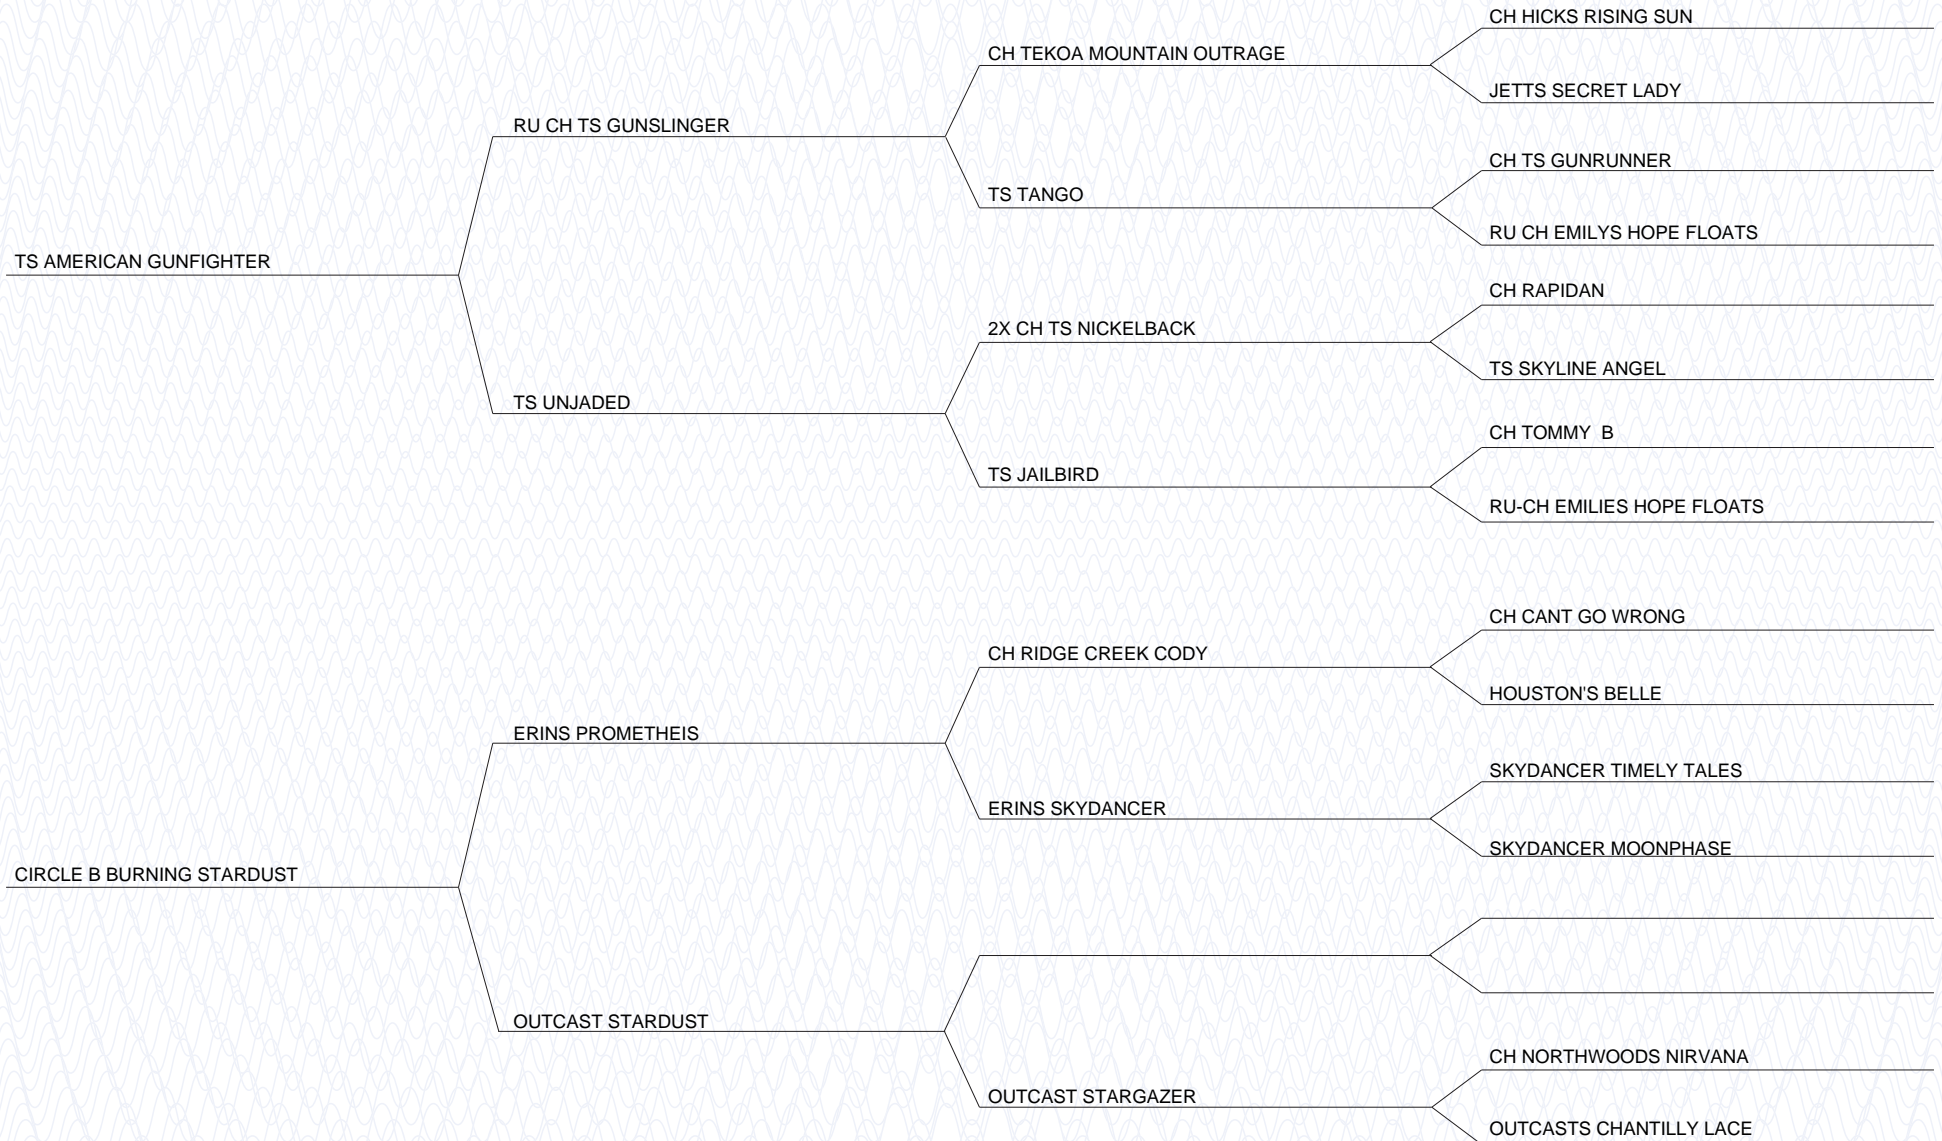 CH HICKS RISING SUN
CH TEKOA MOUNTAIN OUTRAGE
JETTS SECRET LADY
RU CH TS GUNSLINGER
CH TS GUNRUNNER
TS TANGO
RU CH EMILYS HOPE FLOATS
TS AMERICAN GUNFIGHTER
CH RAPIDAN
2X CH TS NICKELBACK
TS SKYLINE ANGEL
TS UNJADED
CH TOMMY  B
TS JAILBIRD
RU-CH EMILIES HOPE FLOATS
CH CANT GO WRONG
CH RIDGE CREEK CODY
HOUSTON'S BELLE
ERINS PROMETHEIS
SKYDANCER TIMELY TALES
ERINS SKYDANCER
SKYDANCER MOONPHASE
CIRCLE B BURNING STARDUST
OUTCAST STARDUST
CH NORTHWOODS NIRVANA
OUTCAST STARGAZER
OUTCASTS CHANTILLY LACE